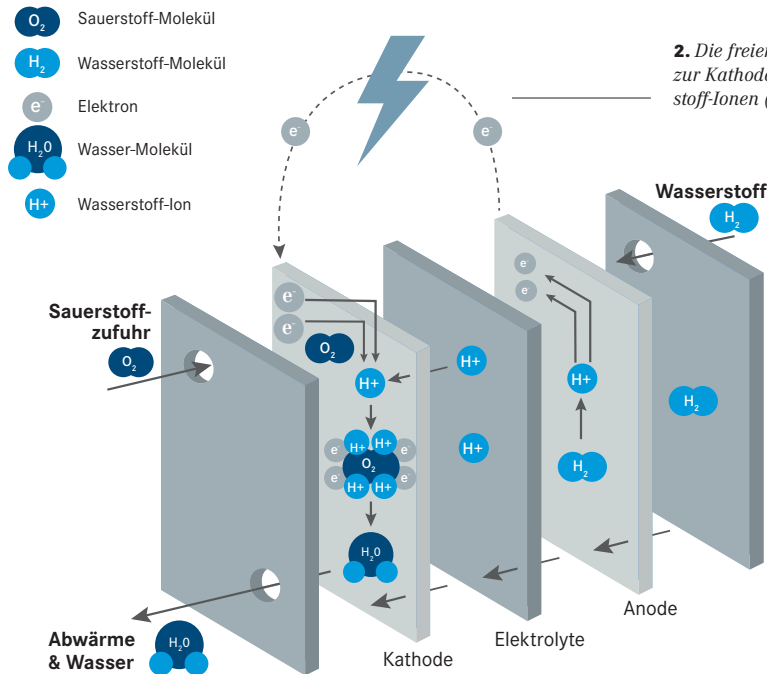 O₂ Sauerstoff-Molekül
H₂ Wasserstoff-Molekül
e⁻ Elektron
H₂0 Wasser-Molekül
H+ Wasserstoff-Ion
2. Die freien
zur Kathode
stoff-Ionen (
e⁻
e⁻
Wasserstoff
H₂
Sauerstoff-
zufuhr
O₂
e⁻
e⁻
O₂
H+
H+
H+
e⁻
e⁻
H+
H+
O₂
e⁻
e⁻
H+
H+
H₂0
e⁻
e⁻
H+
H₂
H₂
Abwärme
& Wasser
H₂0
Kathode
Elektrolyte
Anode